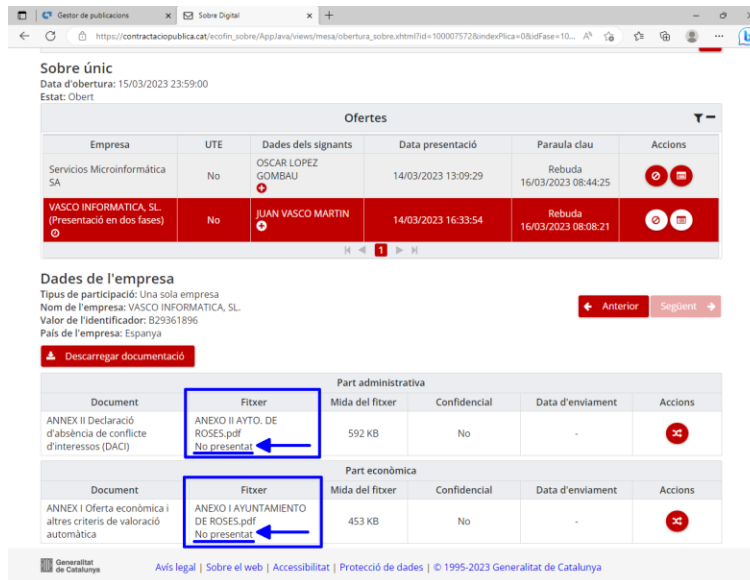 Gestor de publicacions
Sobre Digital
https://contractaciopublica.cat/ecofin_sobre/AppJava/views/mesa/obertura_sobre.xhtml?id=100007572&indexPlica=0&idFase=10...
Sobre únic
Data d'obertura: 15/03/2023 23:59:00
Estat: Obert
Ofertes
Empresa UTE Dades dels signants Data presentació Paraula clau Accions
Servicios Microinformática SA No OSCAR LOPEZ GOMBAU 14/03/2023 13:09:29 Rebuda 16/03/2023 08:44:25
VASCO INFORMATICA, SL. (Presentació en dos fases) No JUAN VASCO MARTIN 14/03/2023 16:33:54 Rebuda 16/03/2023 08:08:21
1
Dades de l'empresa
Tipus de participació: Una sola empresa
Nom de l'empresa: VASCO INFORMATICA, SL.
Valor de l'identificador: B29361896
País de l'empresa: Espanya
Anterior
Següent
Descarregar documentació
Part administrativa
Document Fitxer Mida del fitxer Confidencial Data d'enviament Accions
ANNEX II Declaració d'absència de conflicte d'interessos (DACI) ANEXO II AYTO. DE ROSES.pdf No presentat 592 KB No -
Part econòmica
Document Fitxer Mida del fitxer Confidencial Data d'enviament Accions
ANNEX I Oferta econòmica i altres criteris de valoració automàtica ANEXO I AYUNTAMIENTO DE ROSES.pdf No presentat 453 KB No -
Generalitat de Catalunya
Avís legal | Sobre el web | Accessibilitat | Protecció de dades | © 1995-2023 Generalitat de Catalunya